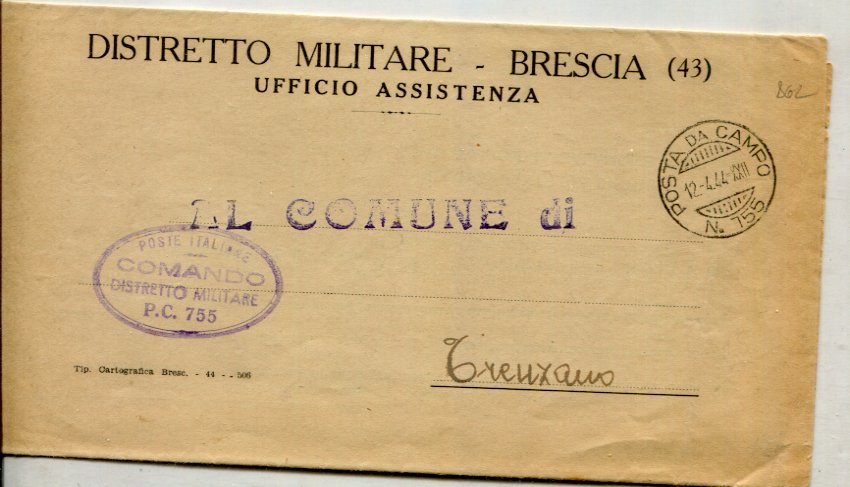 DISTRETTO MILITARE - BRESCIA (43)
UFFICIO ASSISTENZA
862
POSTA DA CAMPO
12-4.44-XXII
N. 755
AL COMUNE di
POSTE ITALIANE
COMANDO
DISTRETTO MILITARE
P.C. 755
Trenzano
Tip. Cartografica Bresc. - 44 - - 506